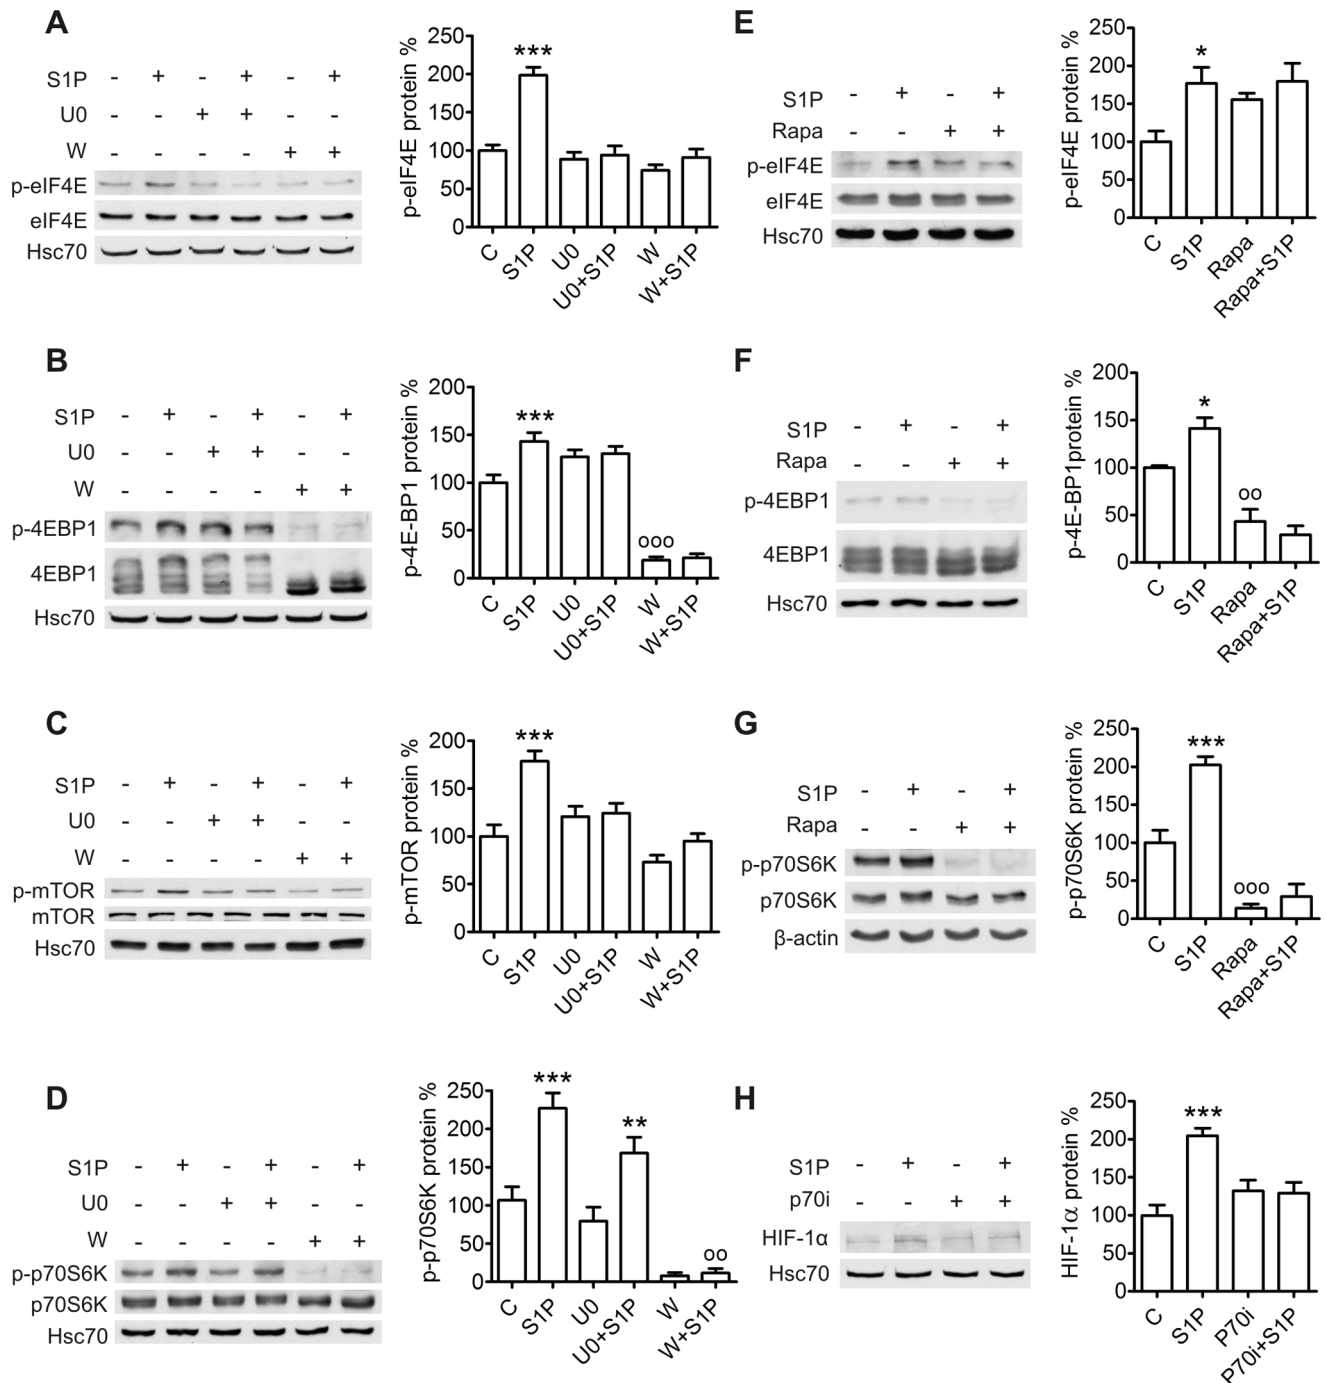 A
S1P - + - + - +
U0 - - + + - -
W - - - - + +
p-eIF4E
eIF4E
Hsc70
p-eIF4E protein %
250
200
150
100
50
0
***
C
S1P
U0
U0+S1P
W
W+S1P
E
S1P - + - +
Rapa - - + +
p-eIF4E
eIF4E
Hsc70
p-eIF4E protein %
250
200
150
100
50
0
*
C
S1P
Rapa
Rapa+S1P
B
S1P - + - + - +
U0 - - + + - -
W - - - - + +
p-4EBP1
4EBP1
Hsc70
p-4E-BP1 protein %
200
150
100
50
0
***
ooo
C
S1P
U0
U0+S1P
W
W+S1P
F
S1P - + - +
Rapa - - + +
p-4EBP1
4EBP1
Hsc70
p-4E-BP1protein %
200
150
100
50
0
*
oo
C
S1P
Rapa
Rapa+S1P
C
S1P - + - + - +
U0 - - + + - -
W - - - - + +
p-mTOR
mTOR
Hsc70
p-mTOR protein %
200
150
100
50
0
***
C
S1P
U0
U0+S1P
W
W+S1P
G
S1P - + - +
Rapa - - + +
p-p70S6K
p70S6K
β-actin
p-p70S6K protein %
250
200
150
100
50
0
***
ooo
C
S1P
Rapa
Rapa+S1P
D
S1P - + - + - +
U0 - - + + - -
W - - - - + +
p-p70S6K
p70S6K
Hsc70
p-p70S6K protein %
250
200
150
100
50
0
***
**
oo
C
S1P
U0
U0+S1P
W
W+S1P
H
S1P - + - +
p70i - - + +
HIF-1α
Hsc70
HIF-1α protein %
250
200
150
100
50
0
***
C
S1P
P70i
P70i+S1P